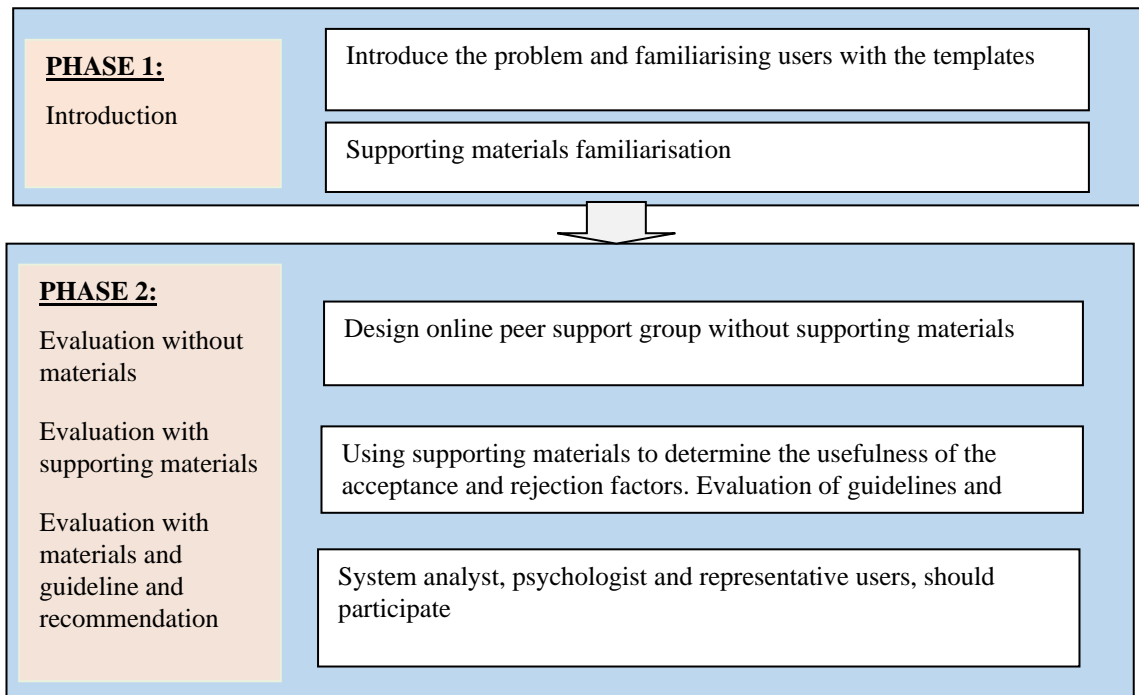 PHASE 1:
Introduction
Introduce the problem and familiarising users with the templates
Supporting materials familiarisation
PHASE 2:
Evaluation without
materials
Evaluation with
supporting materials
Evaluation with
materials and
guideline and
recommendation
Design online peer support group without supporting materials
Using supporting materials to determine the usefulness of the
acceptance and rejection factors. Evaluation of guidelines and
System analyst, psychologist and representative users, should
participate